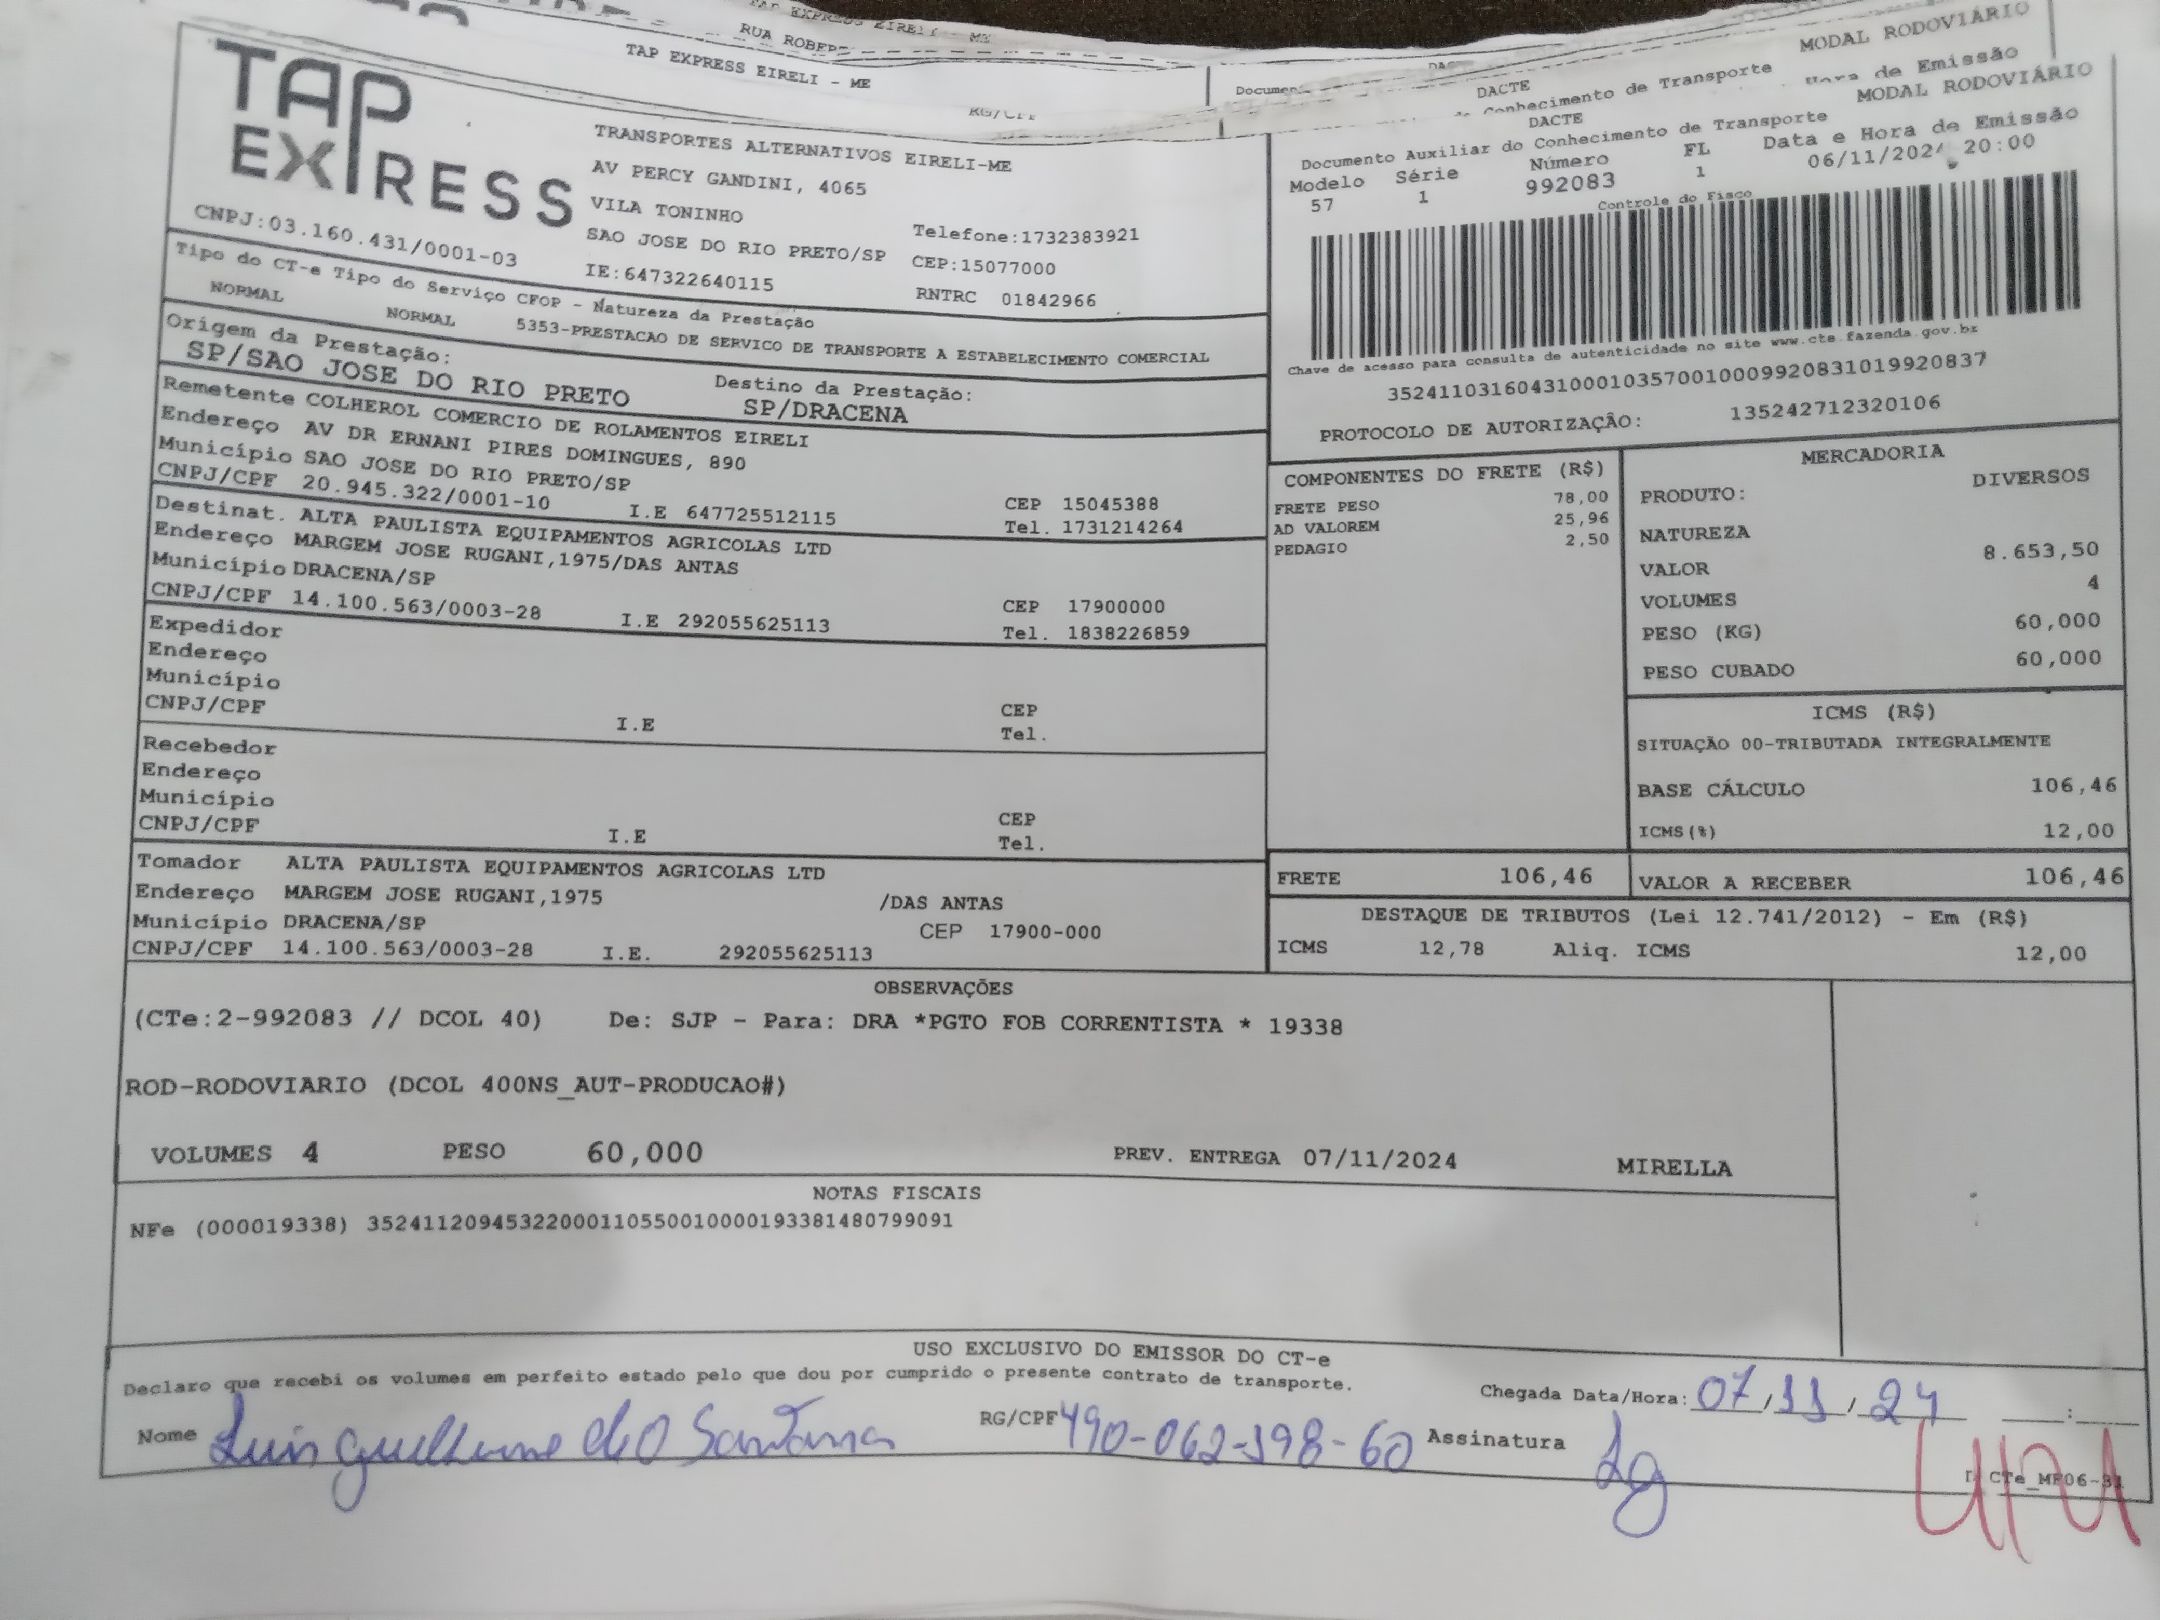 TAP EXPRESS EIRELI - ME
RUA
TAP EXPRESS EIRELI - ME
MODAL RODOVIÁRIO
DACTE
de Emissão
Conhecimento de Transporte
TAP
EXPRESS
CNPJ:03.160.431/0001-03
TRANSPORTES ALTERNATIVOS EIRELI-ME
AV PERCY GANDINI, 4065
VILA TONINHO
SAO JOSE DO RIO PRETO/SP
IE:647322640115
Telefone:1732383921
CEP:15077000
RNTRC 01842966
MODAL RODOVIÁRIO
DACTE
Documento Auxiliar do Conhecimento de Transporte
Modelo Série Número FL Data e Hora de Emissão
57 1 992083 1 06/11/2024 20:00
Controle do Fisco
Chave de acesso para consulta de autenticidade no site www.cte.fazenda.gov.br
35241103160431000103570010009920831019920837
PROTOCOLO DE AUTORIZAÇÃO: 135242712320106
Tipo do CT-e Tipo do Serviço CFOP - Natureza da Prestação
NORMAL NORMAL 5353-PRESTACAO DE SERVICO DE TRANSPORTE A ESTABELECIMENTO COMERCIAL
Origem da Prestação: Destino da Prestação:
SP/SAO JOSE DO RIO PRETO SP/DRACENA
Remetente COLHEROL COMERCIO DE ROLAMENTOS EIRELI
Endereço AV DR ERNANI PIRES DOMINGUES, 890
Município SAO JOSE DO RIO PRETO/SP CEP 15045388
CNPJ/CPF 20.945.322/0001-10 I.E 647725512115 Tel. 1731214264
Destinat. ALTA PAULISTA EQUIPAMENTOS AGRICOLAS LTD
Endereço MARGEM JOSE RUGANI,1975/DAS ANTAS
Município DRACENA/SP CEP 17900000
CNPJ/CPF 14.100.563/0003-28 I.E 292055625113 Tel. 1838226859
Expedidor
Endereço
Município CEP
CNPJ/CPF I.E Tel.
Recebedor
Endereço
Município CEP
CNPJ/CPF I.E Tel.
Tomador ALTA PAULISTA EQUIPAMENTOS AGRICOLAS LTD
Endereço MARGEM JOSE RUGANI,1975 /DAS ANTAS
Município DRACENA/SP CEP 17900-000
CNPJ/CPF 14.100.563/0003-28 I.E. 292055625113
COMPONENTES DO FRETE (R$)
FRETE PESO 78,00
AD VALOREM 25,96
PEDAGIO 2,50
MERCADORIA
PRODUTO: DIVERSOS
NATUREZA
VALOR 8.653,50
VOLUMES 4
PESO (KG) 60,000
PESO CUBADO 60,000
ICMS (R$)
SITUAÇÃO 00-TRIBUTADA INTEGRALMENTE
BASE CÁLCULO 106,46
ICMS(%) 12,00
FRETE 106,46 VALOR A RECEBER 106,46
DESTAQUE DE TRIBUTOS (Lei 12.741/2012) - Em (R$)
ICMS 12,78 Aliq. ICMS 12,00
OBSERVAÇÕES
(CTe:2-992083 // DCOL 40) De: SJP - Para: DRA *PGTO FOB CORRENTISTA * 19338
ROD-RODOVIARIO (DCOL 400NS_AUT-PRODUCAO#)
VOLUMES 4 PESO 60,000 PREV. ENTREGA 07/11/2024 MIRELLA
NOTAS FISCAIS
NFe (000019338) 35241120945322000110550010000193381480799091
USO EXCLUSIVO DO EMISSOR DO CT-e
Declaro que recebi os volumes em perfeito estado pelo que dou por cumprido o presente contrato de transporte.
Chegada Data/Hora: 07/11/24 :
Nome Luis Guilherme do Santana RG/CPF 490-062-198-60 Assinatura Lg